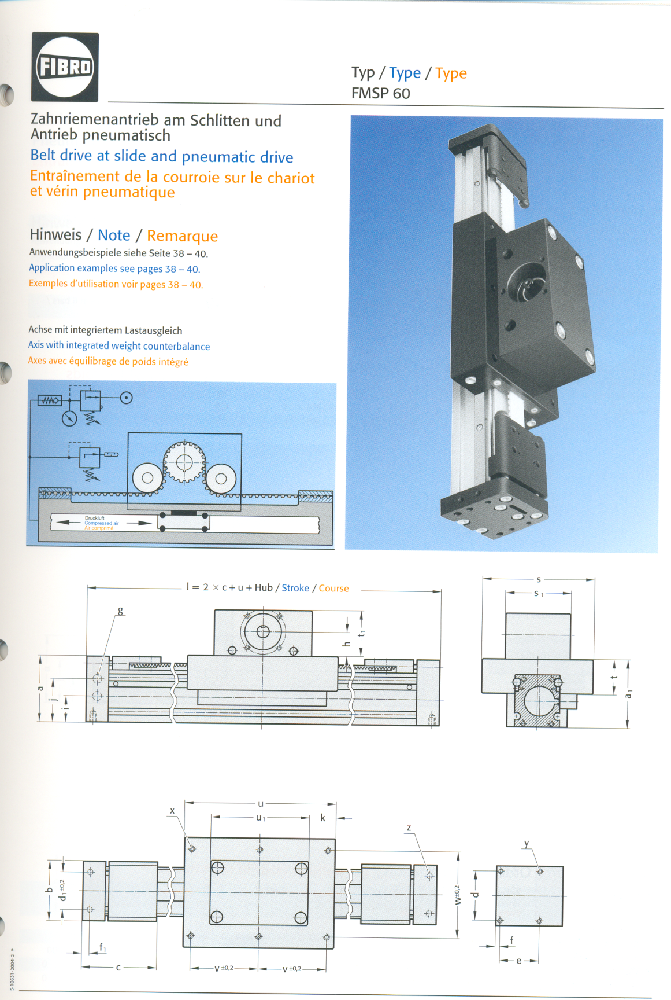 FIBRO
Typ / Type / Type
FMSP 60
Zahnriemenantrieb am Schlitten und
Antrieb pneumatisch
Belt drive at slide and pneumatic drive
Entraînement de la courroie sur le chariot
et vérin pneumatique
Hinweis / Note / Remarque
Anwendungsbeispiele siehe Seite 38 – 40.
Application examples see pages 38 – 40.
Exemples d'utilisation voir pages 38 – 40.
Achse mit integriertem Lastausgleich
Axis with integrated weight counterbalance
Axes avec équilibrage de poids intégré
Druckluft
Compressed air
Air comprimé
l = 2 × c + u + Hub / Stroke / Course
s
s₁
g
h
t₁
a
j
i
t
a₁
u
x
u₁
k
z
y
b
d₁±0,2
w±0,2
d
f₁
c
v ±0,2
v ±0,2
f
e
5-18631-2004-2